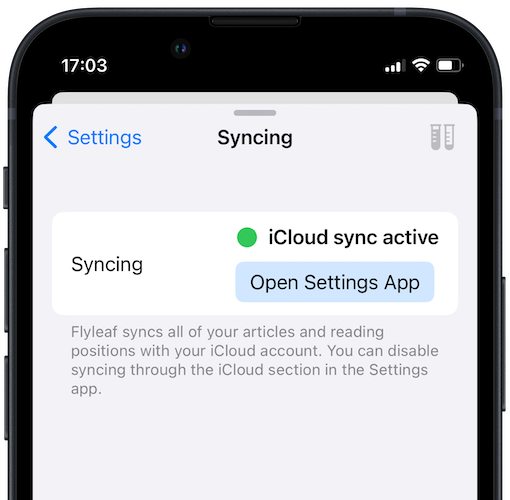 17:03
Settings
Syncing
iCloud sync active
Syncing
Open Settings App
Flyleaf syncs all of your articles and reading
positions with your iCloud account. You can disable
syncing through the iCloud section in the Settings
app.